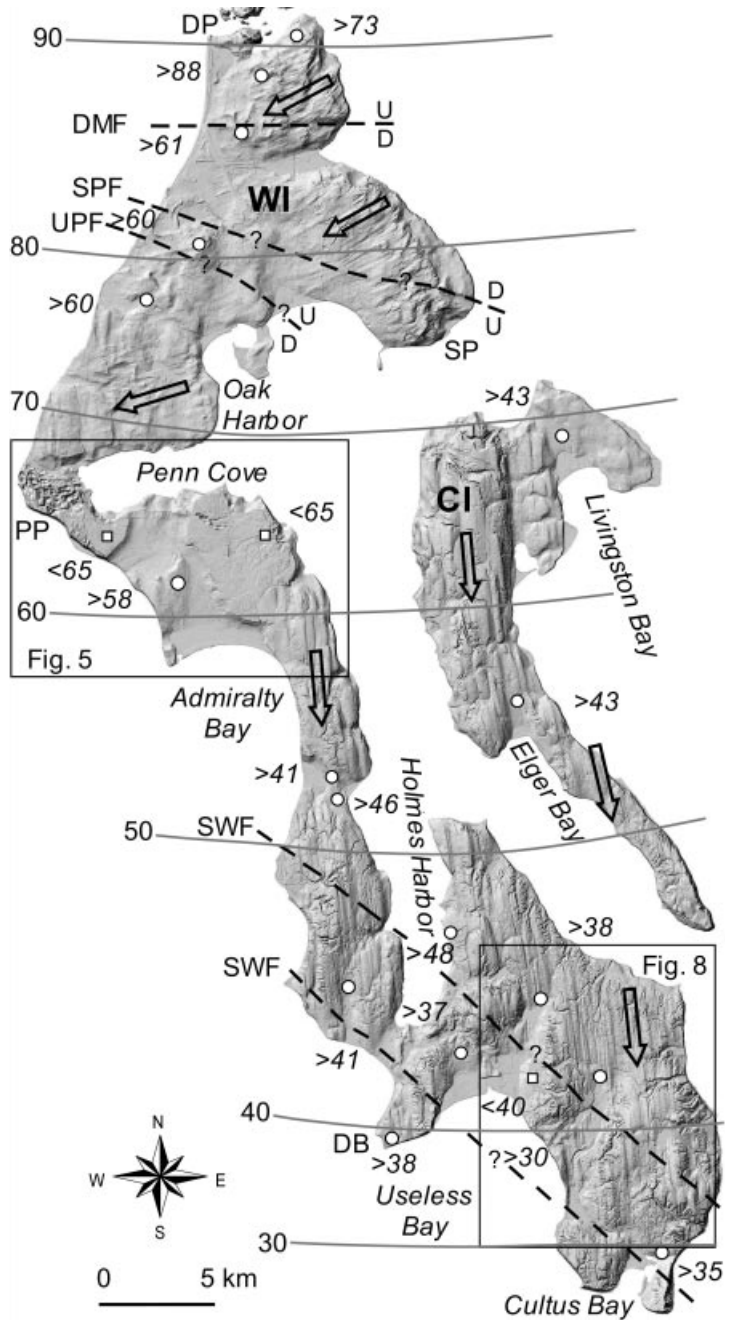 DP
>73
90
>88
U
DMF
D
>61
SPF
WI
UPF
>60
?
80
?
?
D
>60
?
U
U
D
SP
Oak
Harbor
70
>43
Penn Cove
CI
<65
Livingston Bay
PP
<65
>58
60
Fig. 5
Admiralty
Bay
>43
Elger Bay
>41
Holmes Harbor
>46
50
SWF
>38
>48
Fig. 8
SWF
>37
?
>41
<40
40
DB
>38
?
>30
N
W
E
S
Useless
Bay
30
>35
0
5 km
Cultus Bay